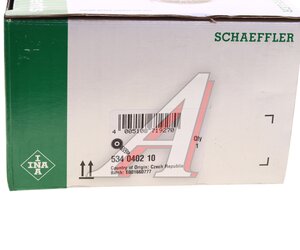 SCHAEFFLER
4 005108 719270
Qty
1
534 0402 10
Country of Origin: Czech Republic
INA